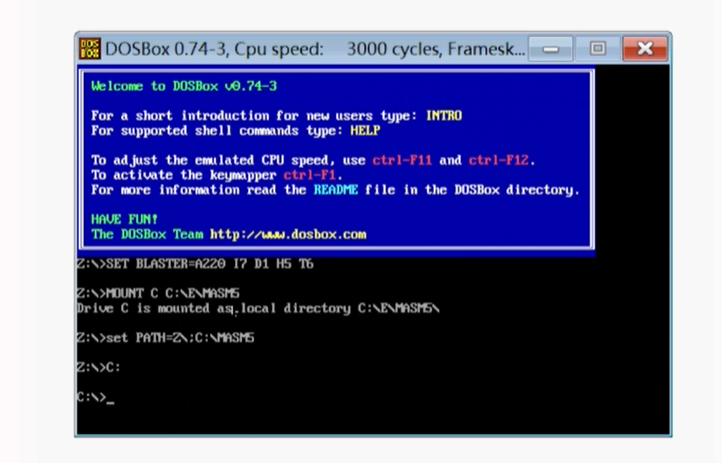 DOS BOX
DOSBox 0.74-3, Cpu speed: 3000 cycles, Framesk...
Welcome to DOSBox v0.74-3
For a short introduction for new users type: INTRO
For supported shell commands type: HELP
To adjust the emulated CPU speed, use ctrl-F11 and ctrl-F12.
To activate the keymapper ctrl-F1.
For more information read the README file in the DOSBox directory.
HAVE FUN!
The DOSBox Team http://www.dosbox.com
Z:\>SET BLASTER=A220 I7 D1 H5 T6
Z:\>MOUNT C C:\E\MASM5
Drive C is mounted as local directory C:\E\MASM5\
Z:\>set PATH=Z\;C:\MASM5
Z:\>C:
C:\>_